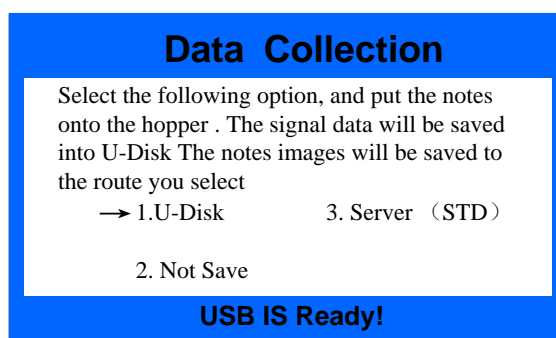 Data Collection
Select the following option, and put the notes
onto the hopper . The signal data will be saved
into U-Disk The notes images will be saved to
the route you select
→ 1.U-Disk 3. Server （STD）
2. Not Save
USB IS Ready!